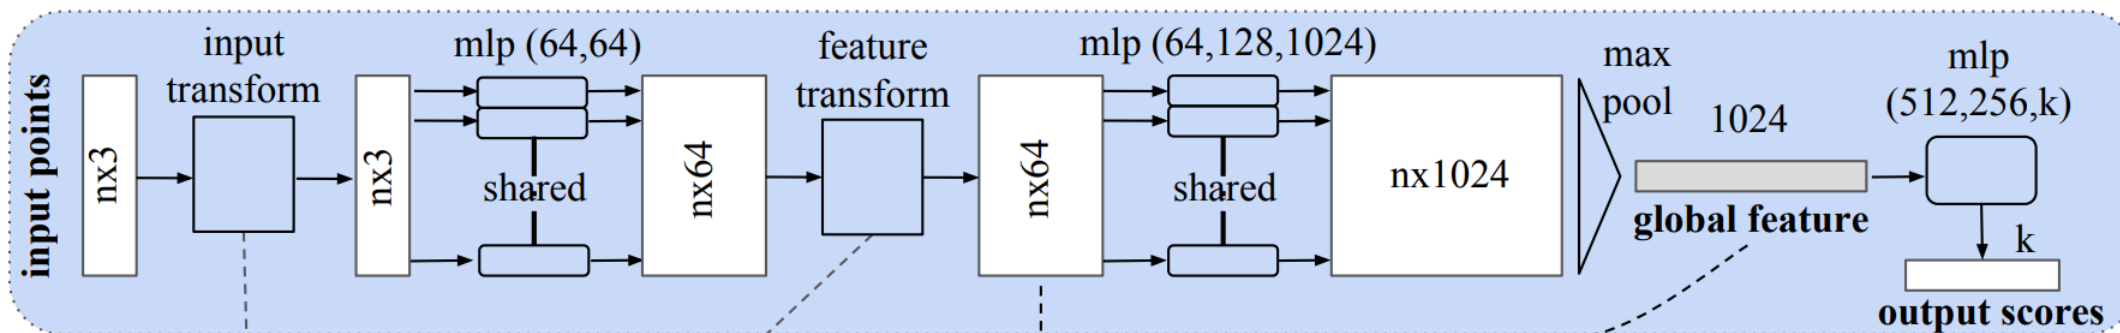 input points
nx3
input
transform
nx3
mlp (64,64)
shared
nx64
feature
transform
nx64
mlp (64,128,1024)
shared
nx1024
max
pool
1024
global feature
mlp
(512,256,k)
k
output scores